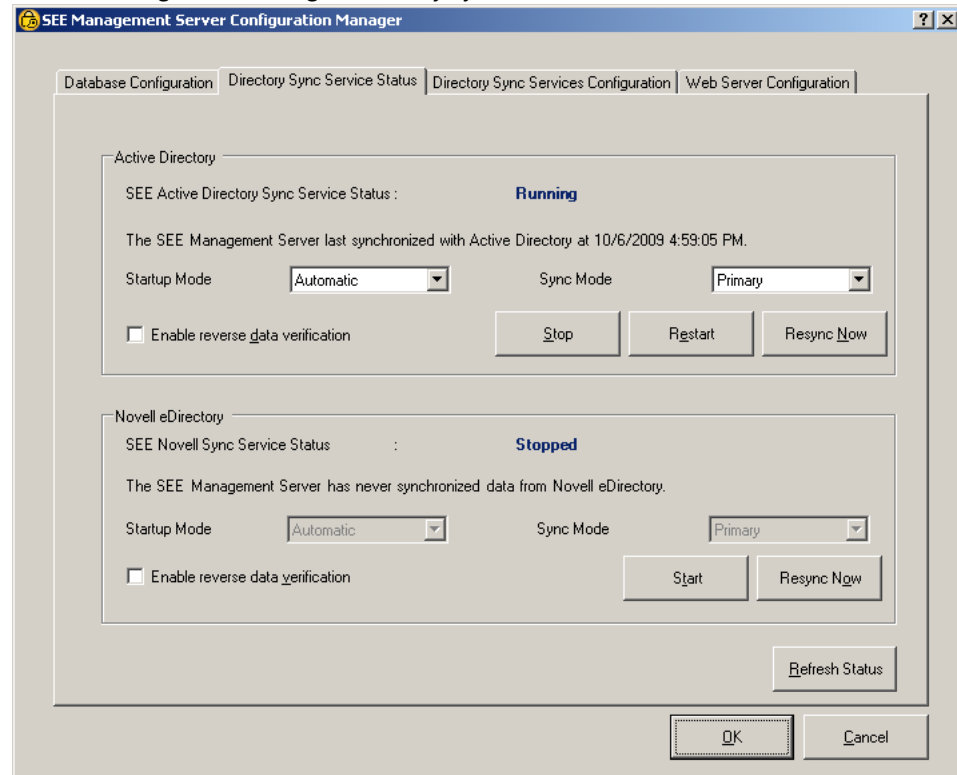 SEE Management Server Configuration Manager
Database Configuration Directory Sync Service Status Directory Sync Services Configuration Web Server Configuration
Active Directory
SEE Active Directory Sync Service Status : Running
The SEE Management Server last synchronized with Active Directory at 10/6/2009 4:59:05 PM.
Startup Mode Automatic Sync Mode Primary
Enable reverse data verification Stop Restart Resync Now
Novell eDirectory
SEE Novell Sync Service Status : Stopped
The SEE Management Server has never synchronized data from Novell eDirectory.
Startup Mode Automatic Sync Mode Primary
Enable reverse data verification Start Resync Now
Refresh Status
OK Cancel